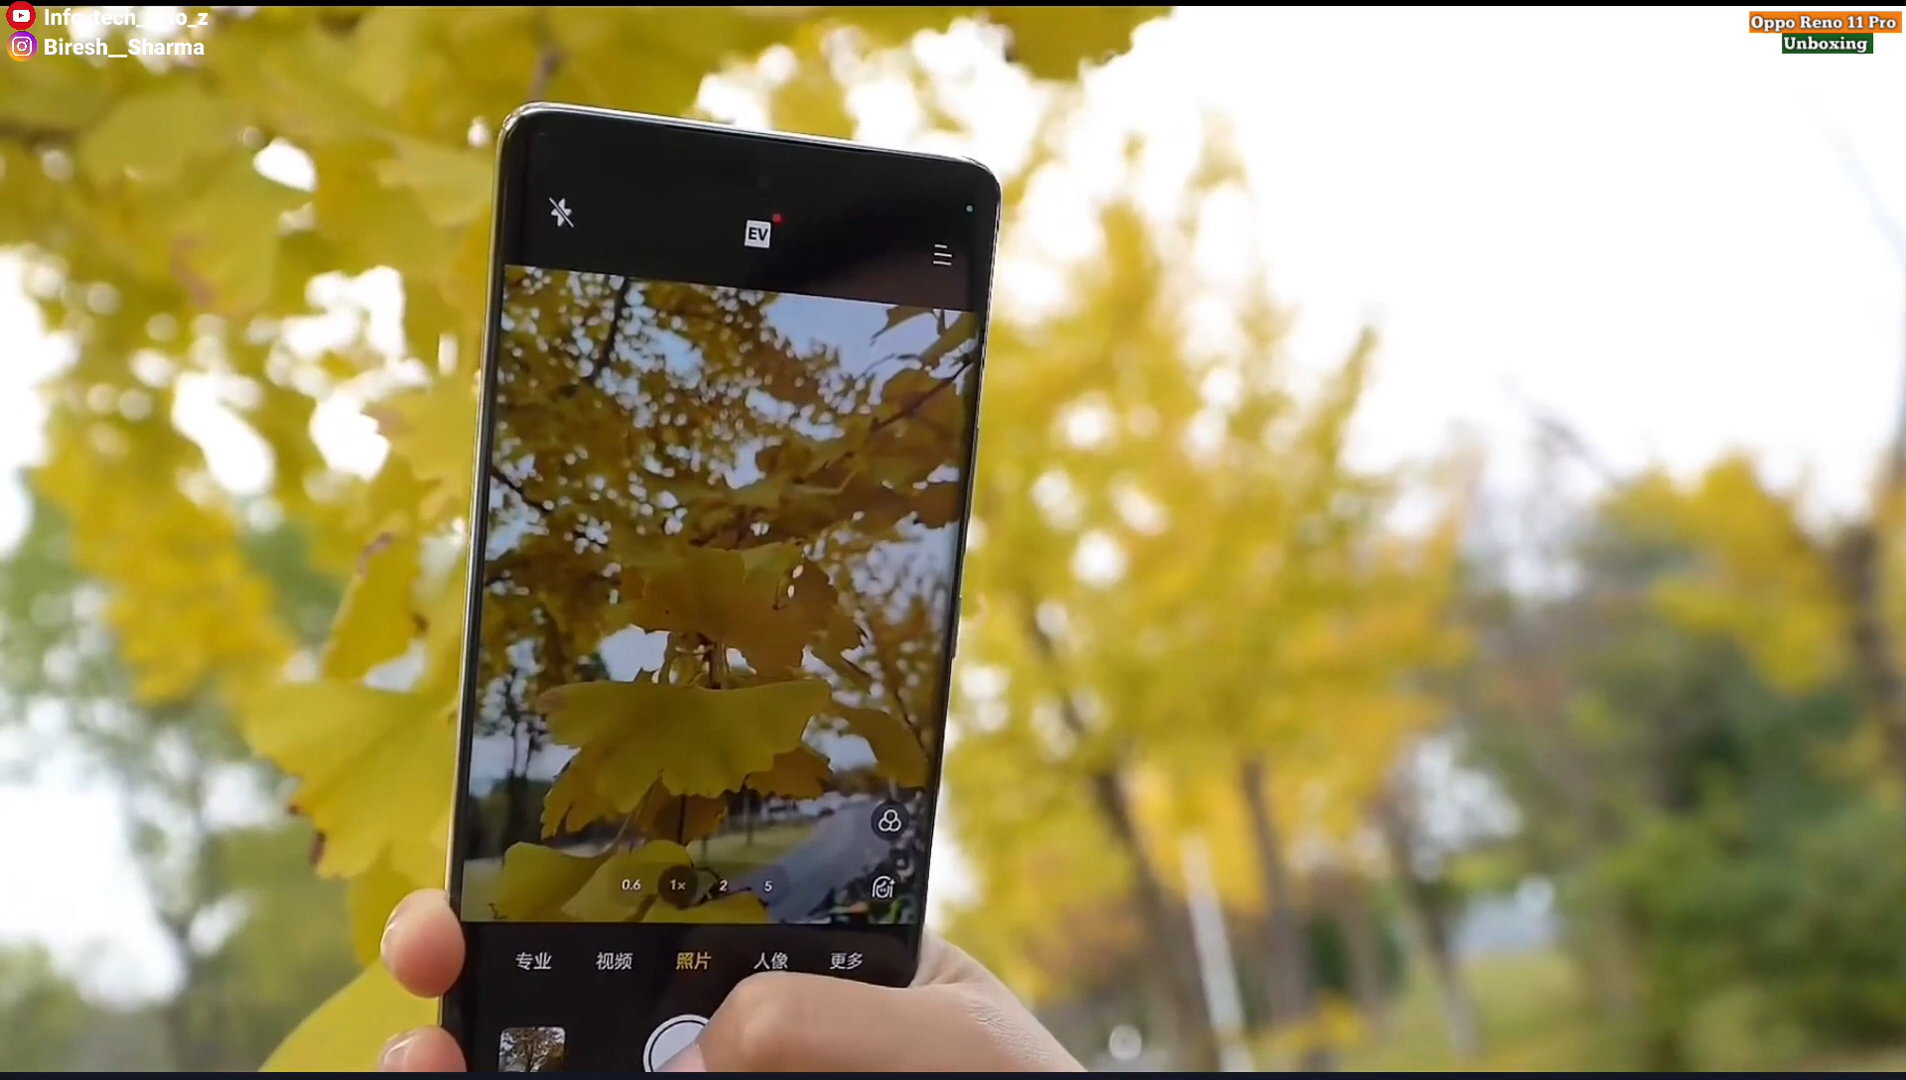 Biresh__Sharma
Oppo Reno 11 Pro
Unboxing
EV
0.6 1× 2 5
专业 视频 照片 人像 更多